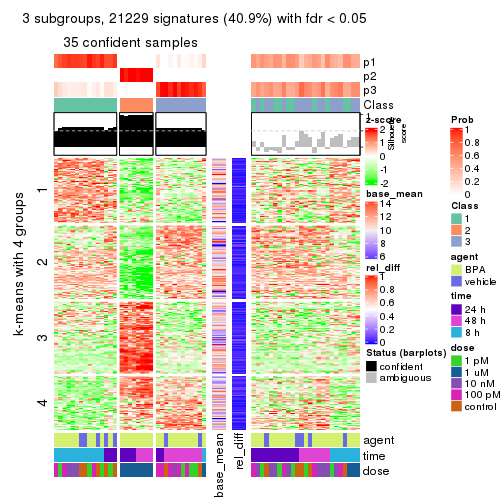 3 subgroups, 21229 signatures (40.9%) with fdr < 0.05
35 confident samples
p1
p2
p3
Class
z-score
2
1
0
-1
-2
Silhouette
score
base_mean
14
12
10
8
6
rel_diff
1
0.8
0.6
0.4
0.2
0
Status (barplots)
confident
ambiguous
Prob
1
0.8
0.6
0.4
0.2
0
Class
1
2
3
agent
BPA
vehicle
time
24 h
48 h
8 h
dose
1 pM
1 uM
10 nM
100 pM
control
k-means with 4 groups
1
2
3
4
base_mean
rel_diff
agent
time
dose